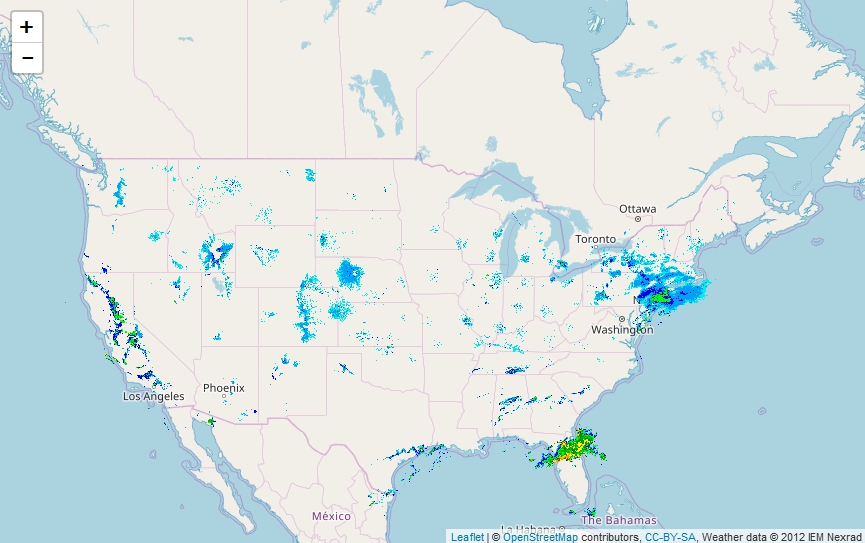 +
−
Ottawa
Toronto
N
Washington
Phoenix
Los Angeles
México
The Bahamas
La Habana
Leaflet | © OpenStreetMap contributors, CC-BY-SA, Weather data © 2012 IEM Nexrad